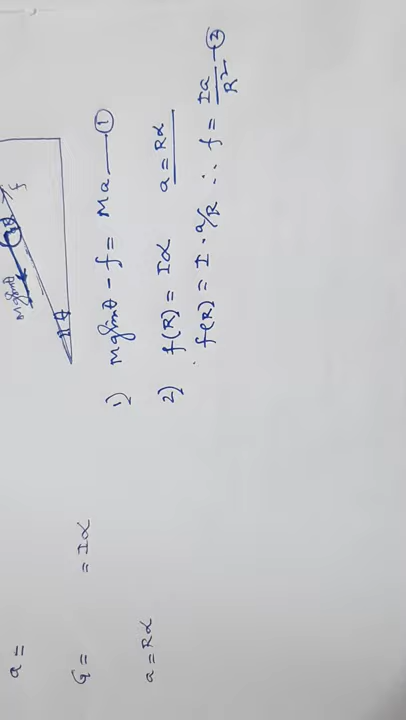 a =
G = = Iα
a = Rα
Mg sinθ
f
θ
1) Mg sinθ - f = Ma — ①
2) f(R) = Iα a = Rα
f(R) = I · a/R ∴ f = Ia/R² — ②